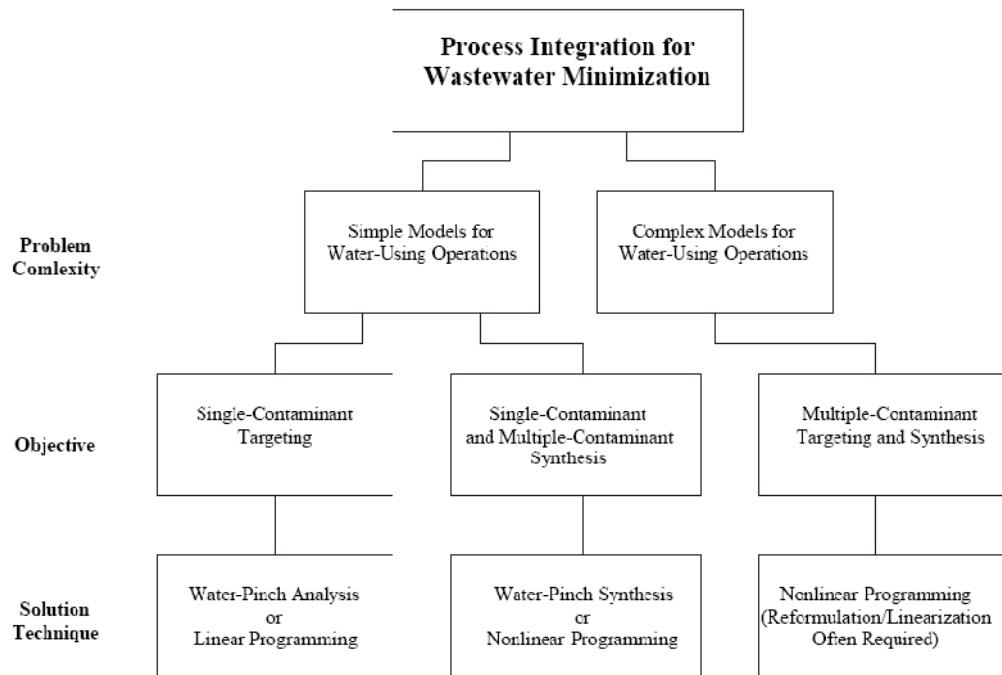 Process Integration for
Wastewater Minimization
Problem
Comlexity
Simple Models for
Water-Using Operations
Complex Models for
Water-Using Operations
Objective
Single-Contaminant
Targeting
Single-Contaminant
and Multiple-Contaminant
Synthesis
Multiple-Contaminant
Targeting and Synthesis
Solution
Technique
Water-Pinch Analysis
or
Linear Programming
Water-Pinch Synthesis
or
Nonlinear Programming
Nonlinear Programming
(Reformulation/Linearization
Often Required)